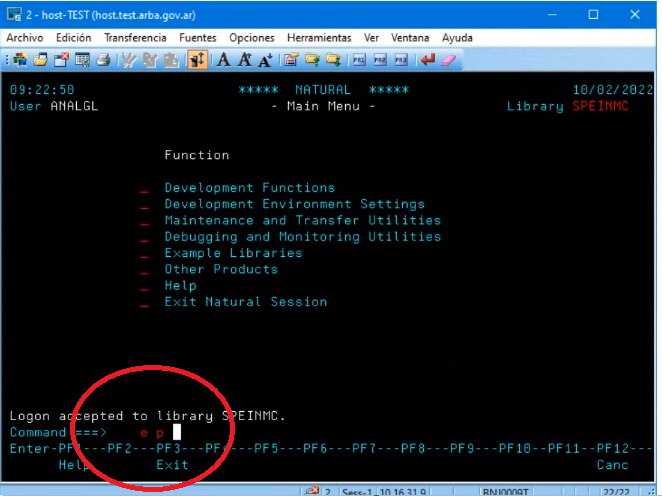 2 - host-TEST (host.test.arba.gov.ar)
Archivo Edición Transferencia Fuentes Opciones Herramientas Ver Ventana Ayuda
PR1 PR2 PR3
09:22:50 ***** NATURAL ***** 10/02/2022
User ANALGL - Main Menu - Library SPEINMC
Function
_ Development Functions
_ Development Environment Settings
_ Maintenance and Transfer Utilities
_ Debugging and Monitoring Utilities
_ Example Libraries
_ Other Products
_ Help
_ Exit Natural Session
Logon accepted to library SPEINMC.
Command ===> e p
Enter-PF1---PF2---PF3---PF4---PF5---PF6---PF7---PF8---PF9---PF10--PF11--PF12---
Help Exit Canc
2 Sess-1 10.16.31.9 BNJ0009T 22/22